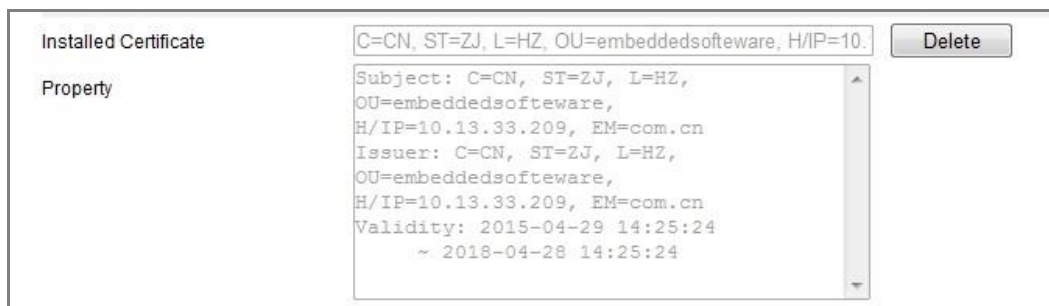 Installed Certificate
C=CN, ST=ZJ, L=HZ, OU=embeddedsofteware, H/IP=10.
Delete
Property
Subject: C=CN, ST=ZJ, L=HZ,
OU=embeddedsofteware,
H/IP=10.13.33.209, EM=com.cn
Issuer: C=CN, ST=ZJ, L=HZ,
OU=embeddedsofteware,
H/IP=10.13.33.209, EM=com.cn
Validity: 2015-04-29 14:25:24
~ 2018-04-28 14:25:24